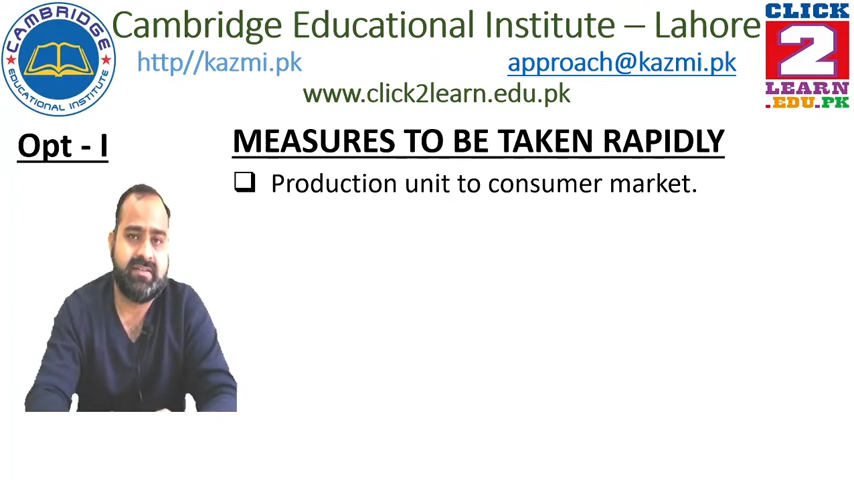 Cambridge Educational Institute – Lahore
http//kazmi.pk approach@kazmi.pk
www.click2learn.edu.pk
CAMBRIDGE
EDUCATIONAL INSTITUTE
CLICK
2
LEARN
.EDU.PK
Opt - I
MEASURES TO BE TAKEN RAPIDLY
❑ Production unit to consumer market.